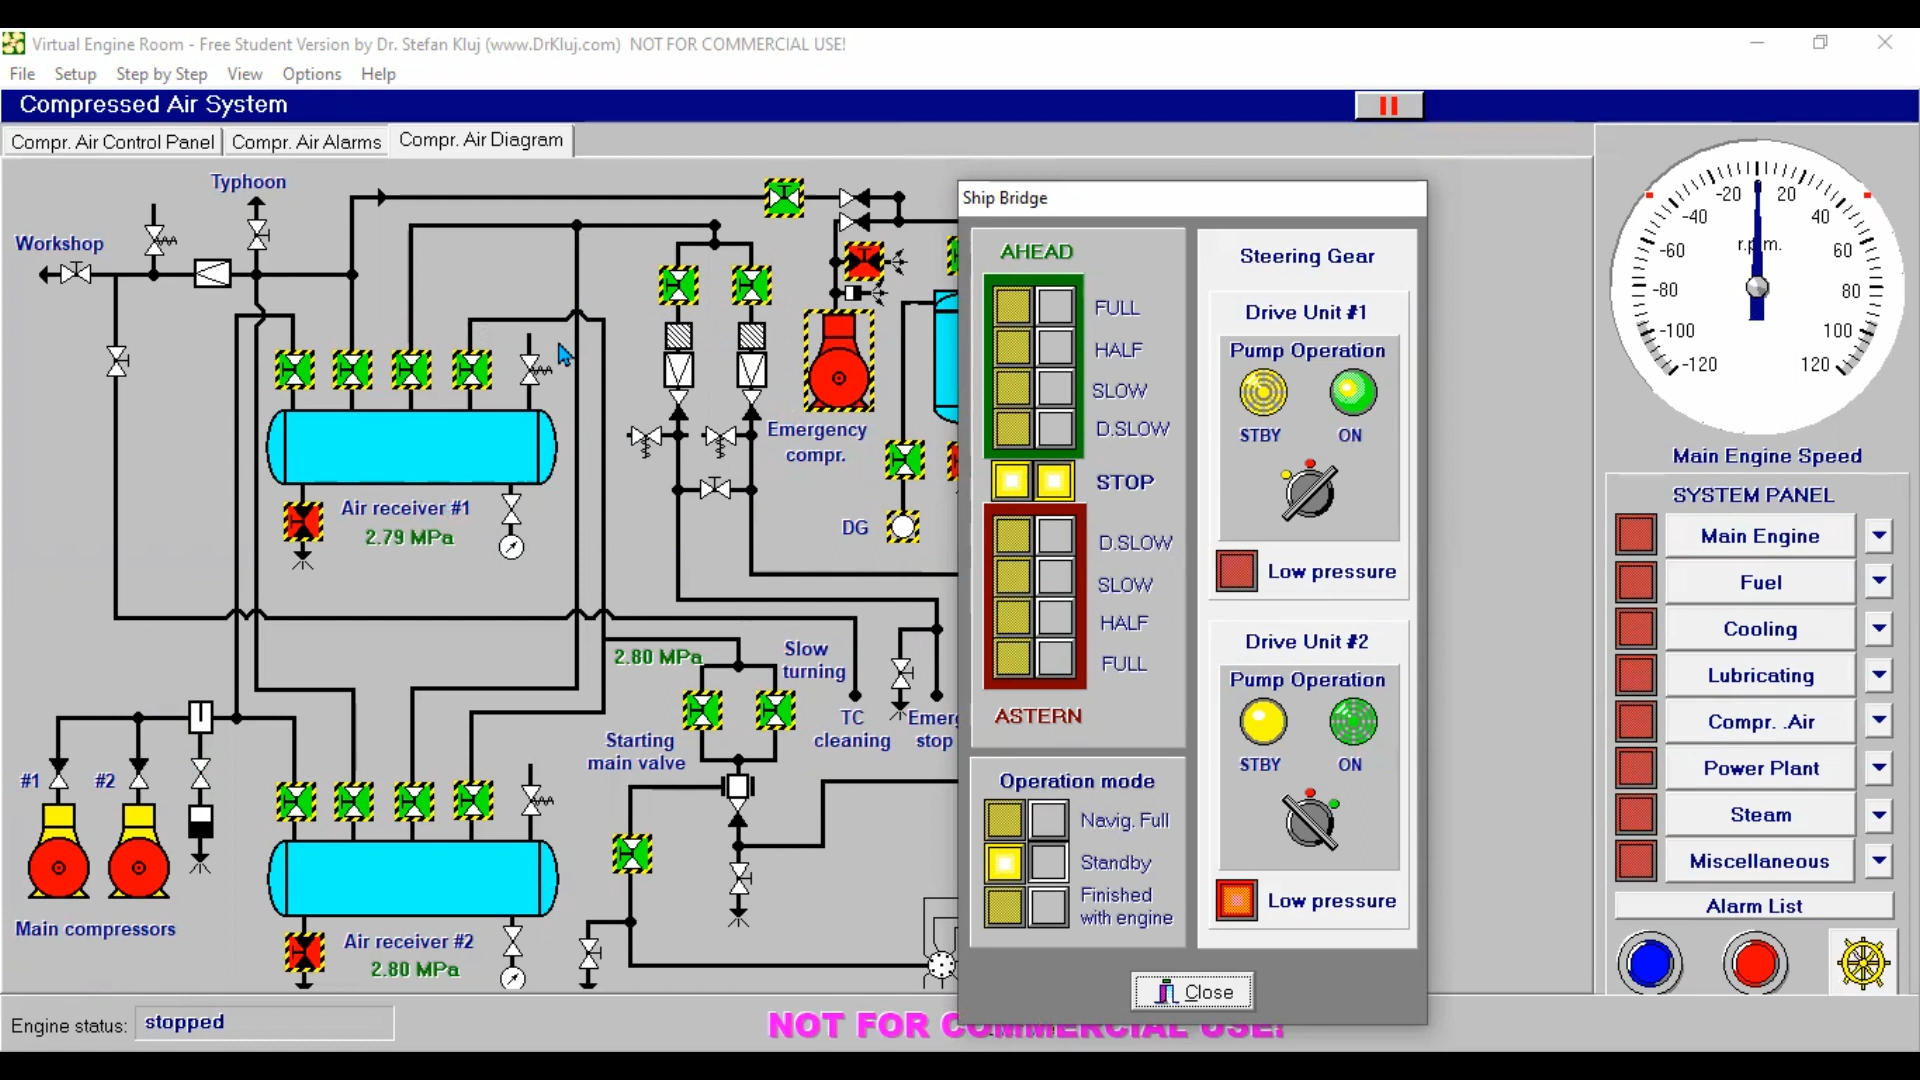 Virtual Engine Room - Free Student Version by Dr. Stefan Kluj (www.DrKluj.com) NOT FOR COMMERCIAL USE!
File Setup Step by Step View Options Help
Compressed Air System
Compr. Air Control Panel Compr. Air Alarms Compr. Air Diagram
Typhoon
Workshop
Air receiver #1
2.79 MPa
Emergency
compr.
DG
2.80 MPa
Slow
turning
TC
cleaning
Starting
main valve
#1
#2
Main compressors
Air receiver #2
2.80 MPa
Ship Bridge
AHEAD
FULL
HALF
SLOW
D.SLOW
STOP
D.SLOW
SLOW
HALF
FULL
ASTERN
Operation mode
Navig. Full
Standby
Finished
with engine
Steering Gear
Drive Unit #1
Pump Operation
STBY ON
Low pressure
Drive Unit #2
Pump Operation
STBY ON
Low pressure
Close
-20 20
-40 40
r.p.m.
-60 60
-80 80
-100 100
-120 120
Main Engine Speed
SYSTEM PANEL
Main Engine
Fuel
Cooling
Lubricating
Compr. .Air
Power Plant
Steam
Miscellaneous
Alarm List
Engine status: stopped
NOT FOR COMMERCIAL USE!